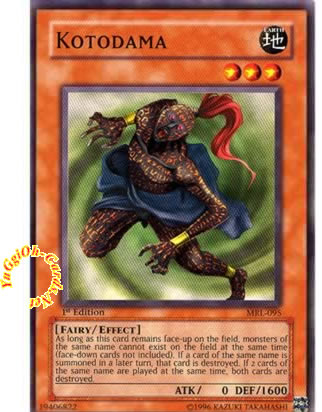 KOTODAMA
EARTH
地
YuGgiOh-Cards.Net
1st Edition
MRL-095
[FAIRY/EFFECT]
As long as this card remains face-up on the field, monsters of
the same name cannot exist on the field at the same time
(face-down cards not included). If a card of the same name is
summoned in a later turn, that card is destroyed. If 2 cards of
the same name are played at the same time, both cards are
destroyed.
ATK/ 0 DEF/1600
19406822
©1996 KAZUKI TAKAHASHI